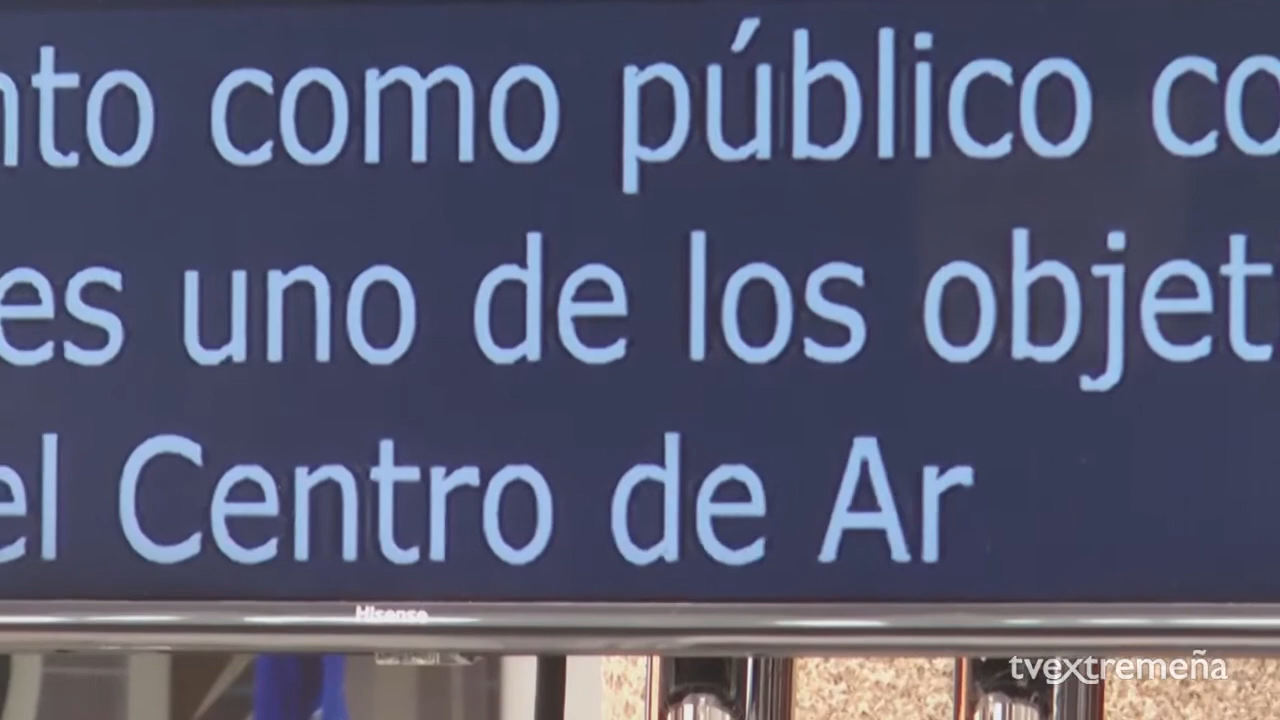 nto como público co
es uno de los objet
el Centro de Ar
Hisense
tvextremeña